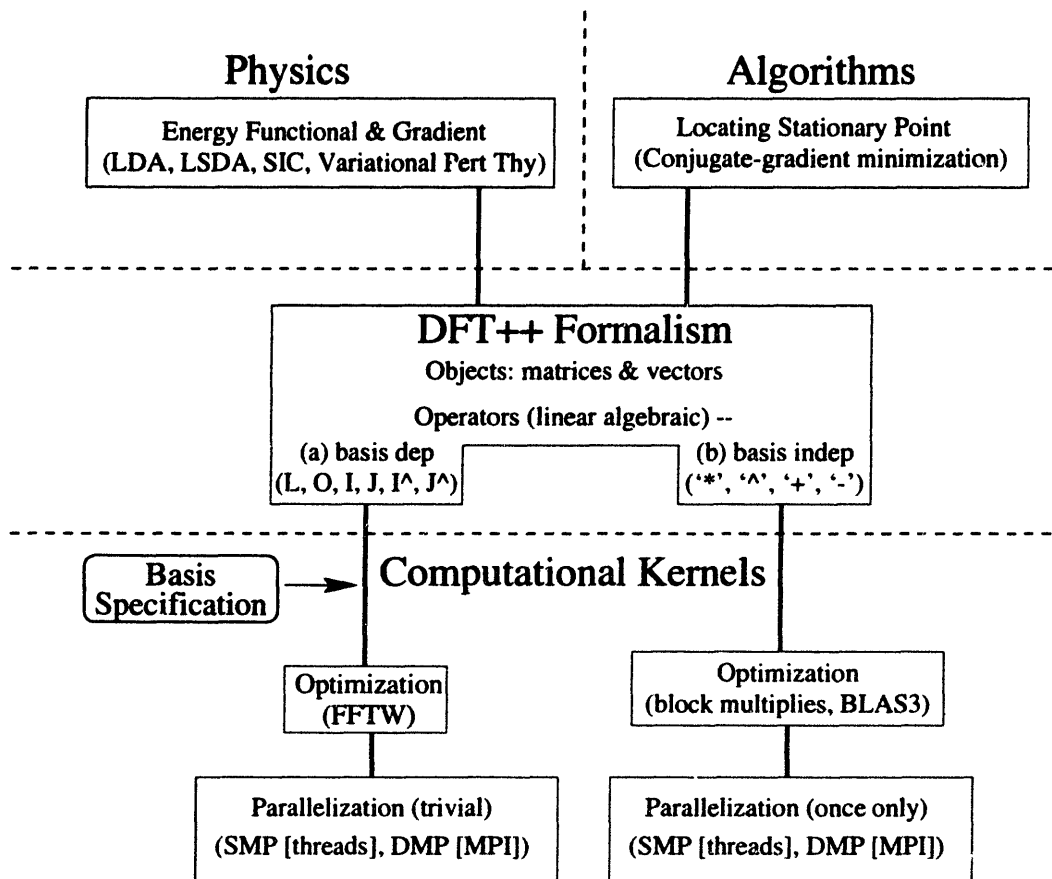 Physics
Energy Functional & Gradient
(LDA, LSDA, SIC, Variational Pert Thy)
Algorithms
Locating Stationary Point
(Conjugate-gradient minimization)
DFT++ Formalism
Objects: matrices & vectors
Operators (linear algebraic) --
(a) basis dep
(L, O, I, J, I^, J^)
(b) basis indep
(‘*’, ‘^’, ‘+’, ‘-’)
Computational Kernels
Basis
Specification
Optimization
(FFTW)
Optimization
(block multiplies, BLAS3)
Parallelization (trivial)
(SMP [threads], DMP [MPI])
Parallelization (once only)
(SMP [threads], DMP [MPI])